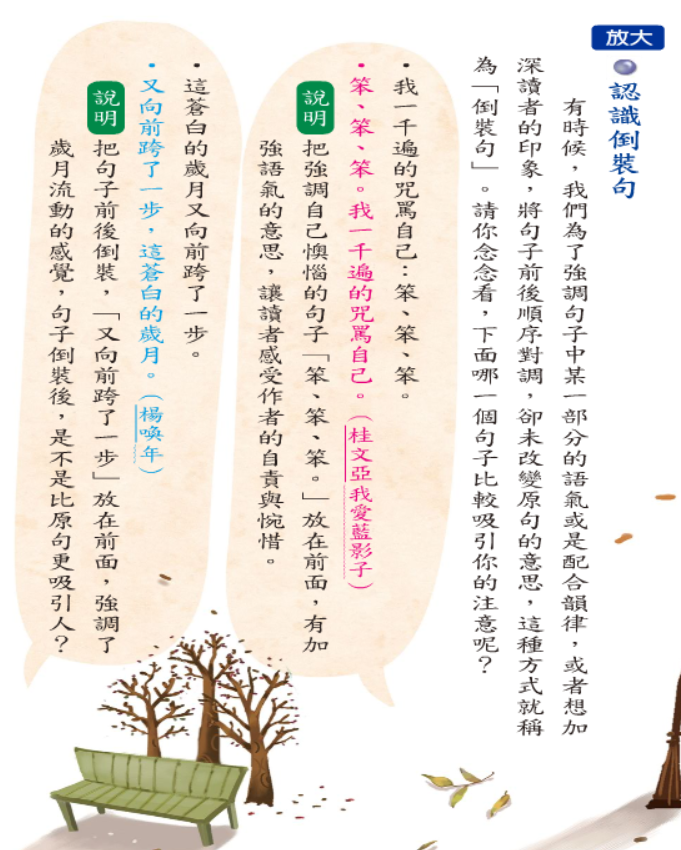 放大
認識倒裝句
有時候，我們為了強調句子中某一部分的語氣或是配合韻律，或者想加
深讀者的印象，將句子前後順序對調，卻未改變原句的意思，這種方式就稱
為「倒裝句」。請你念念看，下面哪一個句子比較吸引你的注意呢？
•我一千遍的咒罵自己：笨、笨、笨。
•笨、笨、笨。我一千遍的咒罵自己。（桂文亞我愛藍影子）
說明 把強調自己懊惱的句子「笨、笨、笨。」放在前面，有加
強語氣的意思，讓讀者感受作者的自責與惋惜。
•這蒼白的歲月又向前跨了一步。
•又向前跨了一步，這蒼白的歲月。（楊喚年）
說明 把句子前後倒裝，「又向前跨了一步」放在前面，強調了
歲月流動的感覺，句子倒裝後，是不是比原句更吸引人？